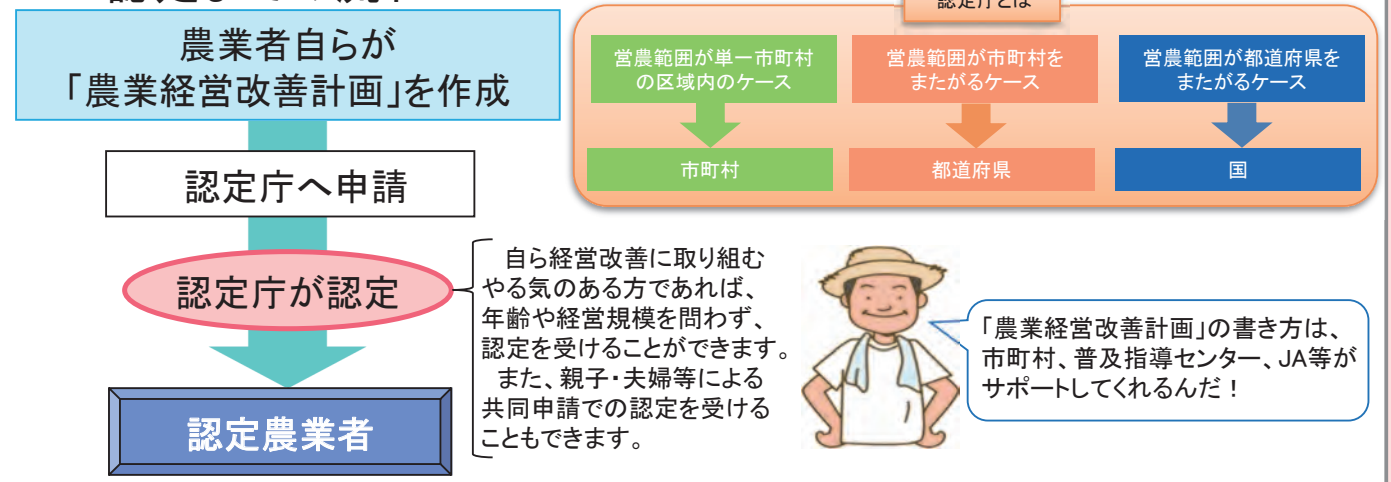 認定庁とは
農業者自らが
「農業経営改善計画」を作成
認定庁へ申請
認定庁が認定
認定農業者
営農範囲が単一市町村
の区域内のケース
市町村
営農範囲が市町村を
またがるケース
都道府県
営農範囲が都道府県を
またがるケース
国
自ら経営改善に取り組む
やる気のある方であれば、
年齢や経営規模を問わず、
認定を受けることができます。
また、親子・夫婦等による
共同申請での認定を受ける
こともできます。
「農業経営改善計画」の書き方は、
市町村、普及指導センター、JA等が
サポートしてくれるんだ！